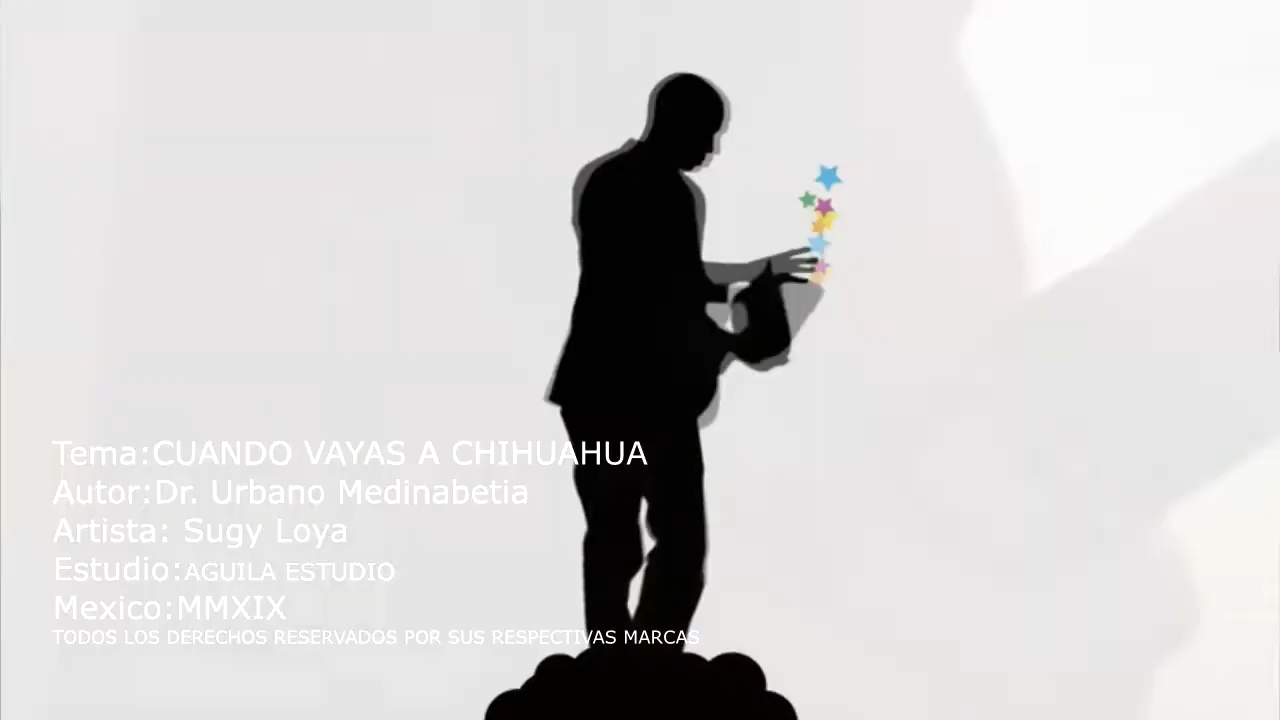 Tema:CUANDO VAYAS A CHIHUAHUA
Autor:Dr. Urbano Medinabetia
Artista: Sugy Loya
Estudio:AGUILA ESTUDIO
Mexico:MMXIX
TODOS LOS DERECHOS RESERVADOS POR SUS RESPECTIVAS MARCAS